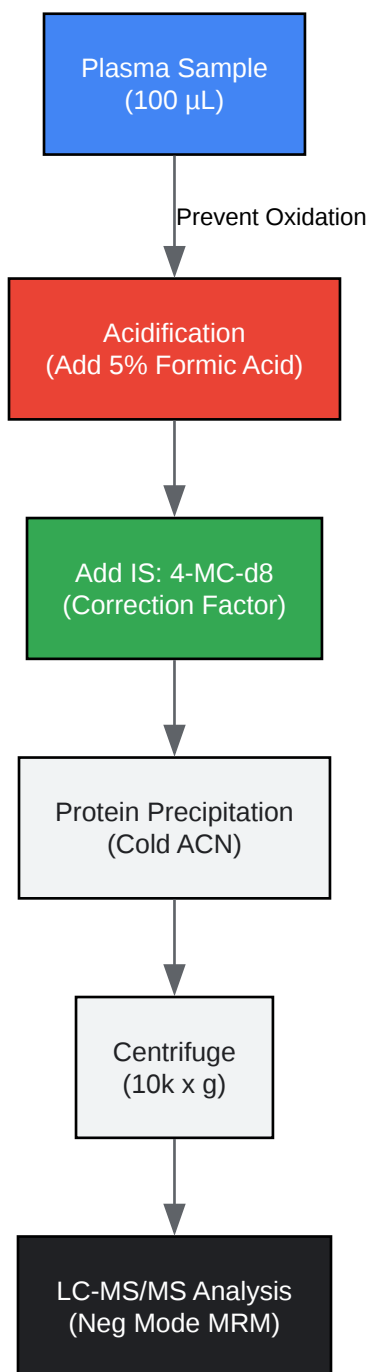 Plasma Sample
(100 µL)
Prevent Oxidation
Acidification
(Add 5% Formic Acid)
Add IS: 4-MC-d8
(Correction Factor)
Protein Precipitation
(Cold ACN)
Centrifuge
(10k x g)
LC-MS/MS Analysis
(Neg Mode MRM)